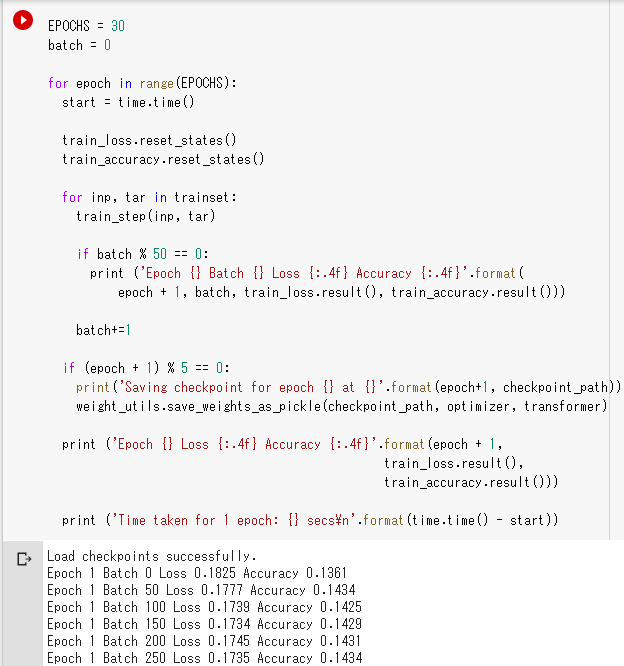 EPOCHS = 30
batch = 0
for epoch in range(EPOCHS):
  start = time.time()
  train_loss.reset_states()
  train_accuracy.reset_states()
  for inp, tar in trainset:
    train_step(inp, tar)
    if batch % 50 == 0:
      print ('Epoch {} Batch {} Loss {:.4f} Accuracy {:.4f}'.format(
          epoch + 1, batch, train_loss.result(), train_accuracy.result()))
    batch+=1
  if (epoch + 1) % 5 == 0:
    print('Saving checkpoint for epoch {} at {}'.format(epoch+1, checkpoint_path))
    weight_utils.save_weights_as_pickle(checkpoint_path, optimizer, transformer)
  print ('Epoch {} Loss {:.4f} Accuracy {:.4f}'.format(epoch + 1,
                                                train_loss.result(),
                                                train_accuracy.result()))
  print ('Time taken for 1 epoch: {} secs¥n'.format(time.time() - start))
Load checkpoints successfully.
Epoch 1 Batch 0 Loss 0.1825 Accuracy 0.1361
Epoch 1 Batch 50 Loss 0.1777 Accuracy 0.1434
Epoch 1 Batch 100 Loss 0.1739 Accuracy 0.1425
Epoch 1 Batch 150 Loss 0.1734 Accuracy 0.1429
Epoch 1 Batch 200 Loss 0.1745 Accuracy 0.1431
Epoch 1 Batch 250 Loss 0.1735 Accuracy 0.1434